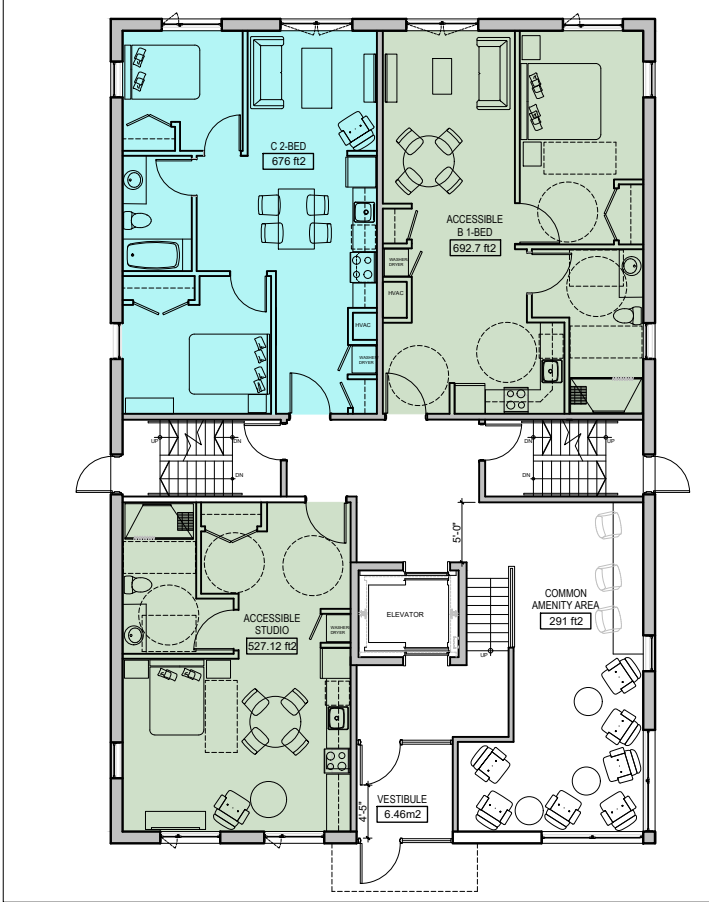 C 2-BED
676 ft2
ACCESSIBLE
B 1-BED
692.7 ft2
WASHER
DRYER
HVAC
HVAC
WASHER
DRYER
UP
DN
DN
DN
UP
DN
5'-0"
ELEVATOR
COMMON
AMENITY AREA
291 ft2
ACCESSIBLE
STUDIO
527.12 ft2
WASHER
DRYER
UP
VESTIBULE
6.46m2
4'-5"